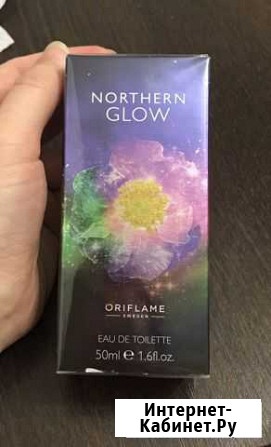 NORTHERN
GLOW
ORIFLAME
SWEDEN
EAU DE TOILETTE
50ml e 1.6fl.oz.
Интернет-
Кабинет.Ру